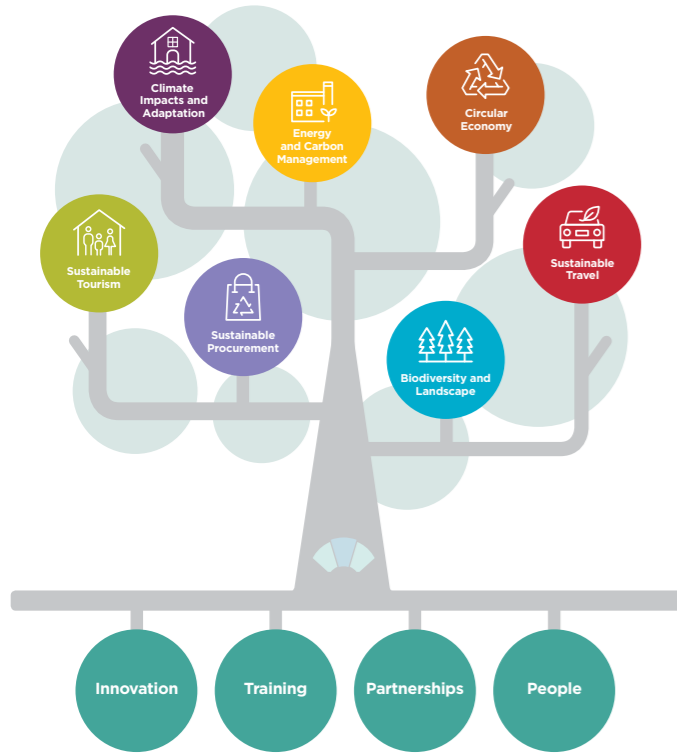 Climate
Impacts and
Adaptation
Energy
and Carbon
Management
Circular
Economy
Sustainable
Tourism
Sustainable
Procurement
Biodiversity and
Landscape
Sustainable
Travel
Innovation
Training
Partnerships
People